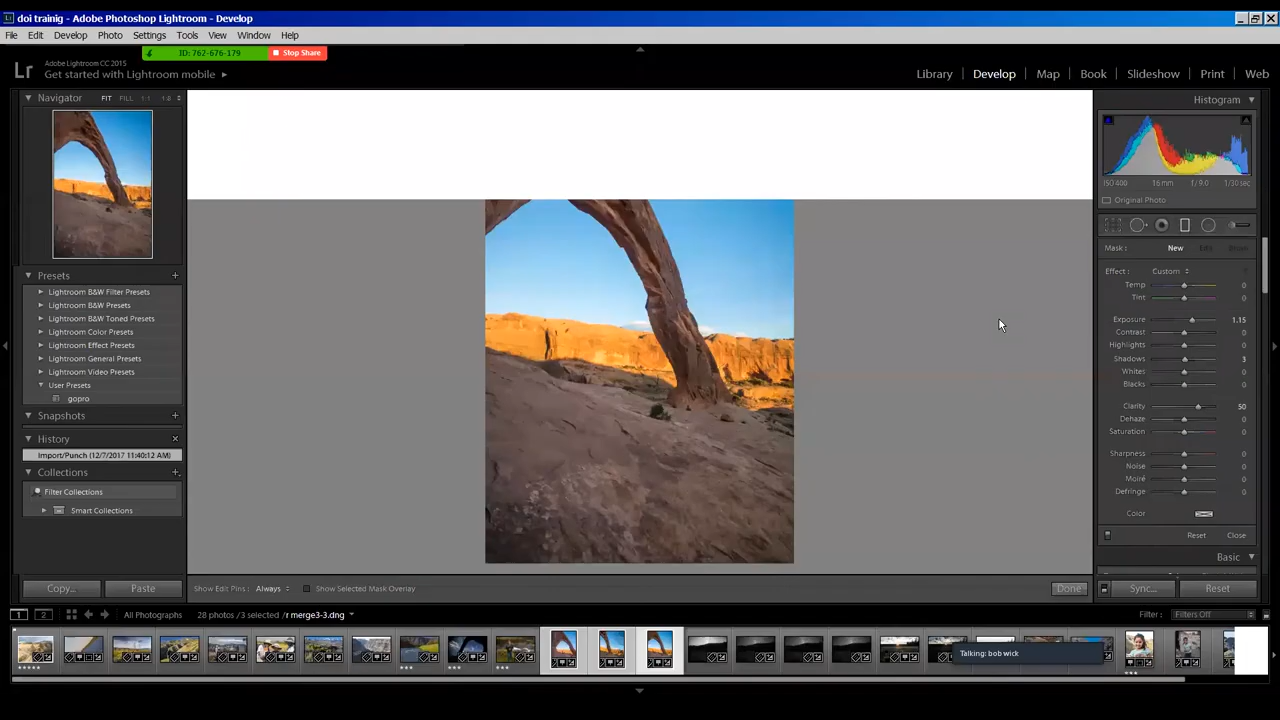 doi trainig - Adobe Photoshop Lightroom - Develop
File Edit Develop Photo Settings Tools View Window Help
ID: 762-676-179 Stop Share
Adobe Lightroom CC 2015
Get started with Lightroom mobile
Lr
Library Develop Map Book Slideshow Print Web
Navigator FIT FILL 1:1 1:8
Histogram
ISO 400 16 mm f / 9.0 1/30 sec
Original Photo
Mask : New Edit
Effect : Custom
Temp 0
Tint 0
Exposure 1.15
Contrast 0
Highlights 0
Shadows 3
Whites 0
Blacks 0
Clarity 50
Dehaze 0
Saturation 0
Sharpness 0
Noise 0
Moiré 0
Defringe 0
Color
Reset Close
Basic
Presets
Lightroom B&W Filter Presets
Lightroom B&W Presets
Lightroom B&W Toned Presets
Lightroom Color Presets
Lightroom Effect Presets
Lightroom General Presets
Lightroom Video Presets
User Presets
gopro
Snapshots
History
Import/Punch (12/7/2017 11:40:12 AM)
Collections
Filter Collections
Smart Collections
Copy... Paste
Show Edit Pins : Always Show Selected Mask Overlay Done
Sync... Reset
1 2 All Photographs 28 photos /3 selected /r merge3-3.dng
Filter : Filters Off
Talking: bob wick